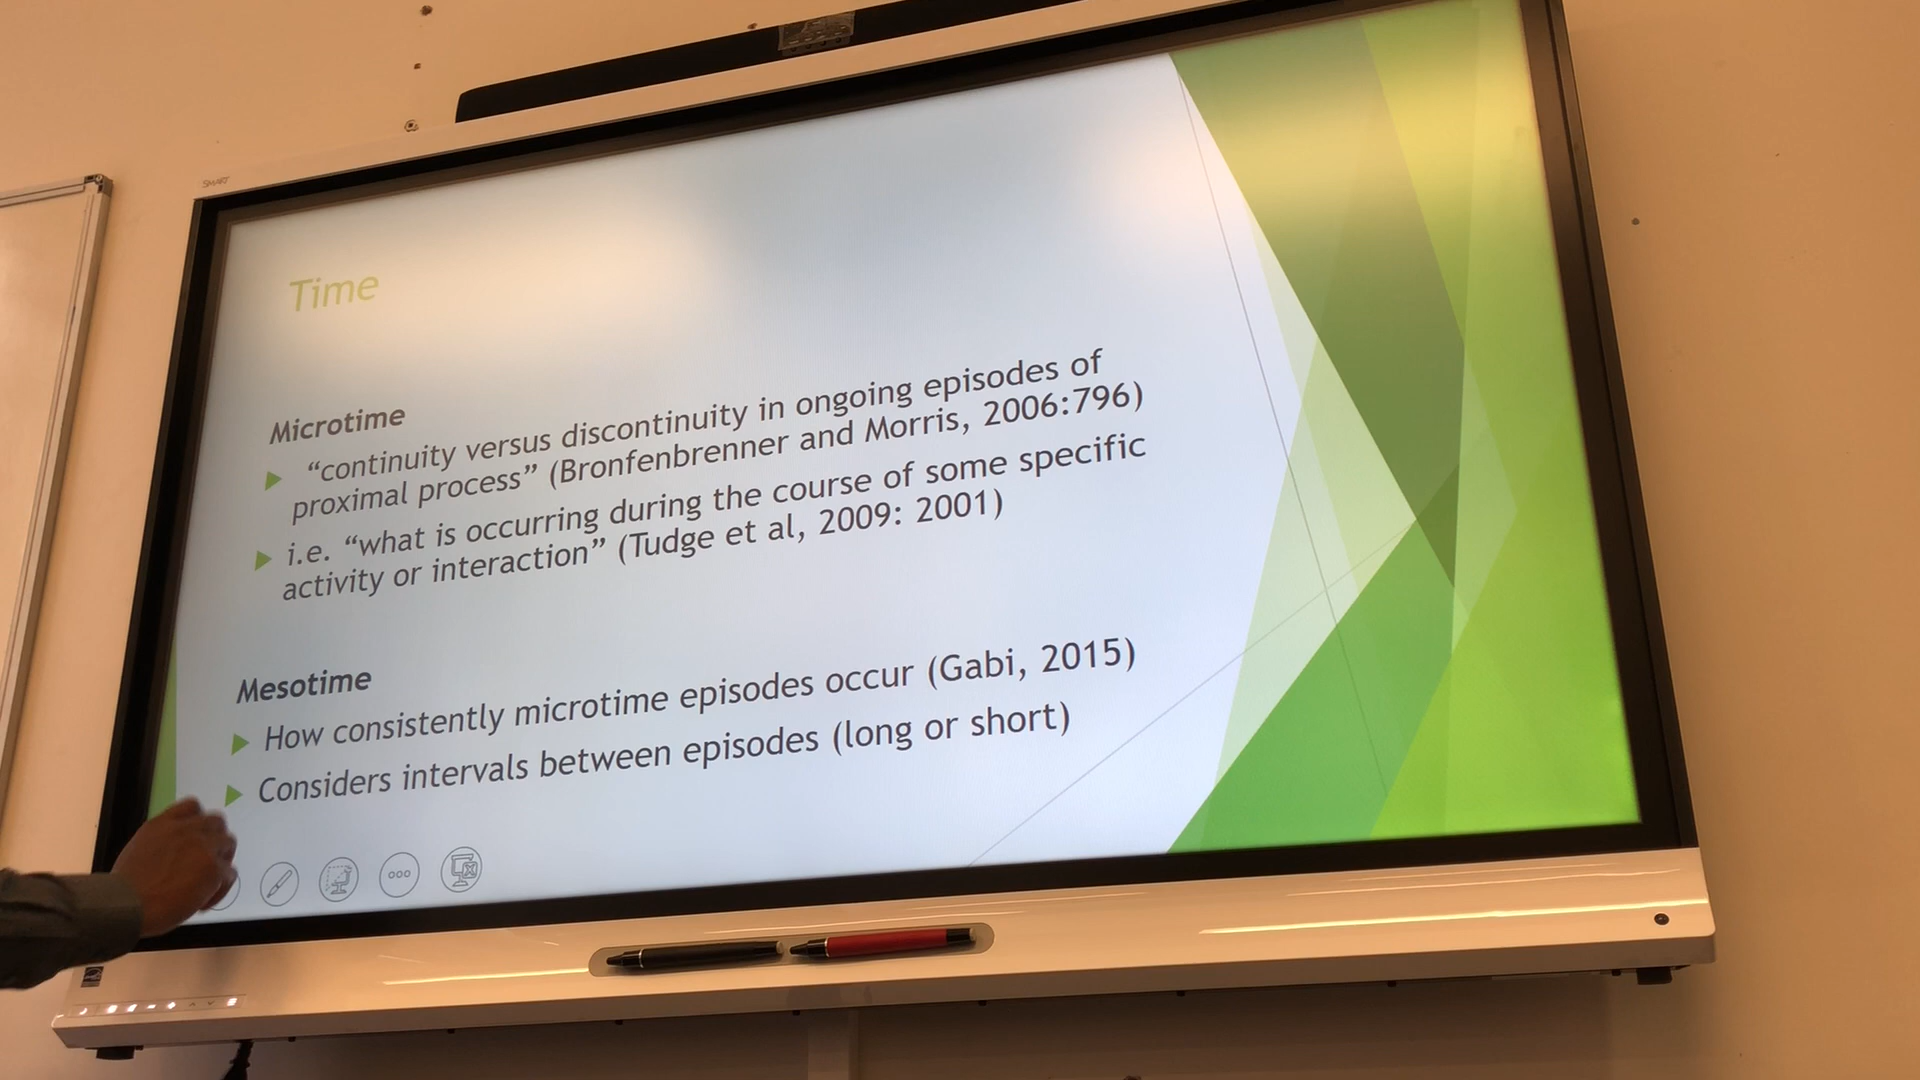 SMART
Time
Microtime
“continuity versus discontinuity in ongoing episodes of
proximal process” (Bronfenbrenner and Morris, 2006:796)
i.e. “what is occurring during the course of some specific
activity or interaction” (Tudge et al, 2009: 2001)
Mesotime
How consistently microtime episodes occur (Gabi, 2015)
Considers intervals between episodes (long or short)